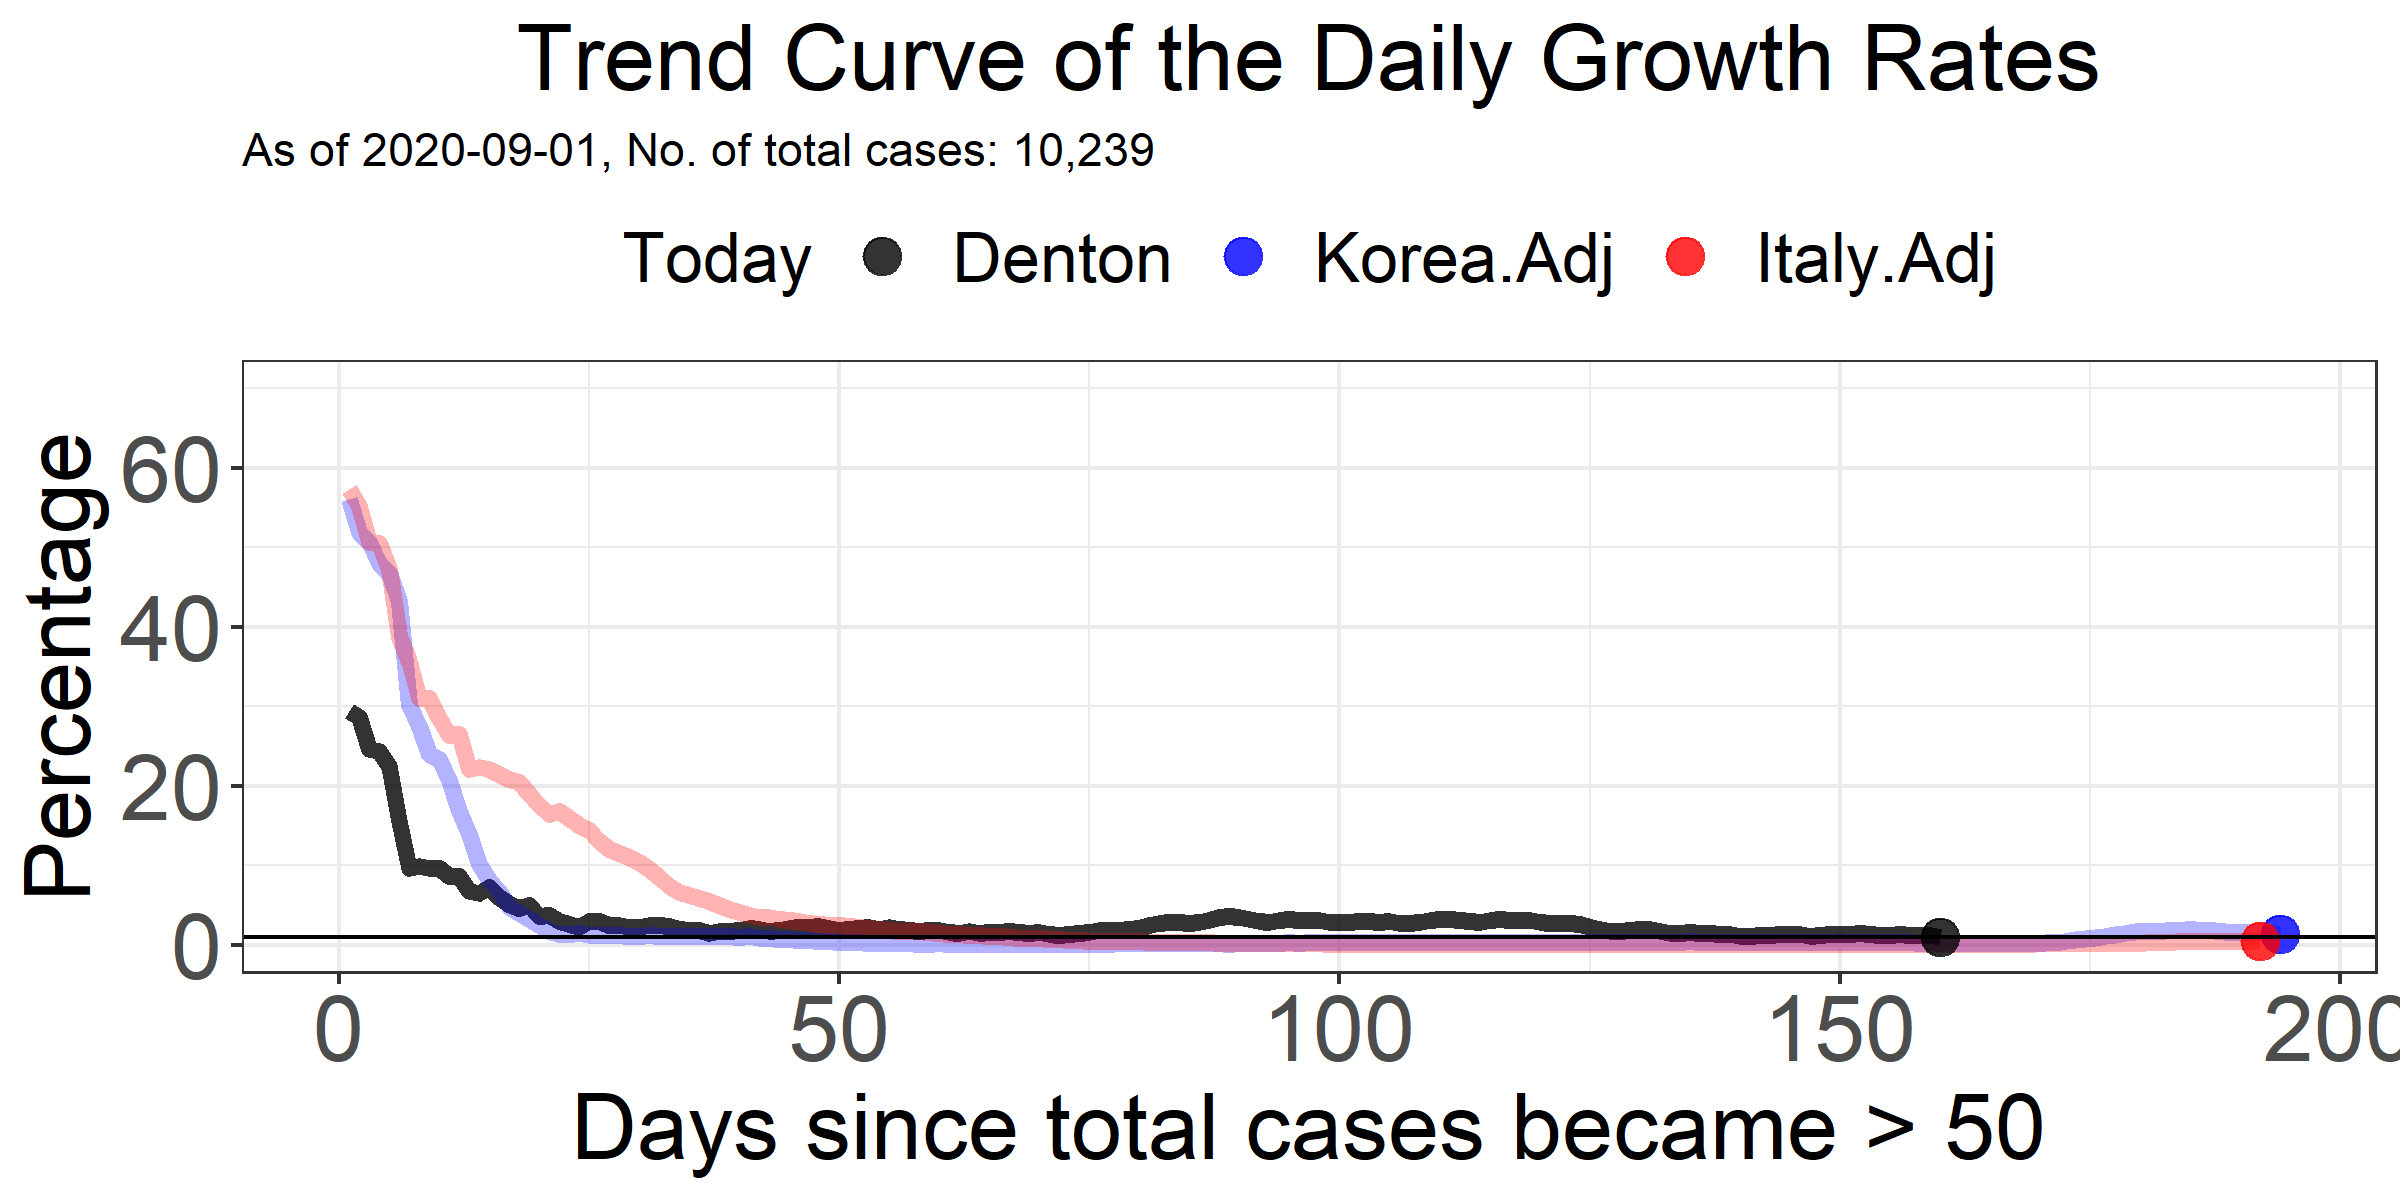 Trend Curve of the Daily Growth Rates
As of 2020-09-01, No. of total cases: 10,239
Today Denton Korea.Adj Italy.Adj
Percentage
60
40
20
0
0 50 100 150 200
Days since total cases became > 50